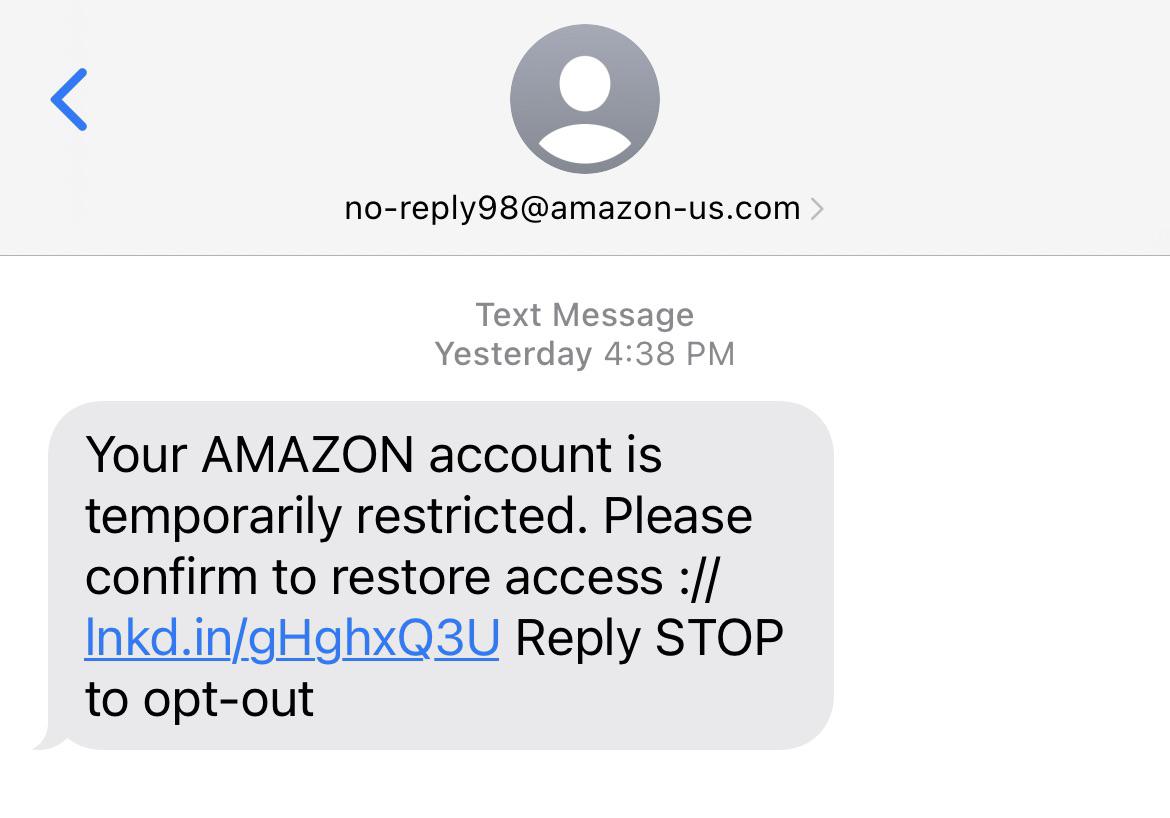 no-reply98@amazon-us.com
Text Message
Yesterday 4:38 PM
Your AMAZON account is
temporarily restricted. Please
confirm to restore access ://
lnkd.in/gHghxQ3U Reply STOP
to opt-out